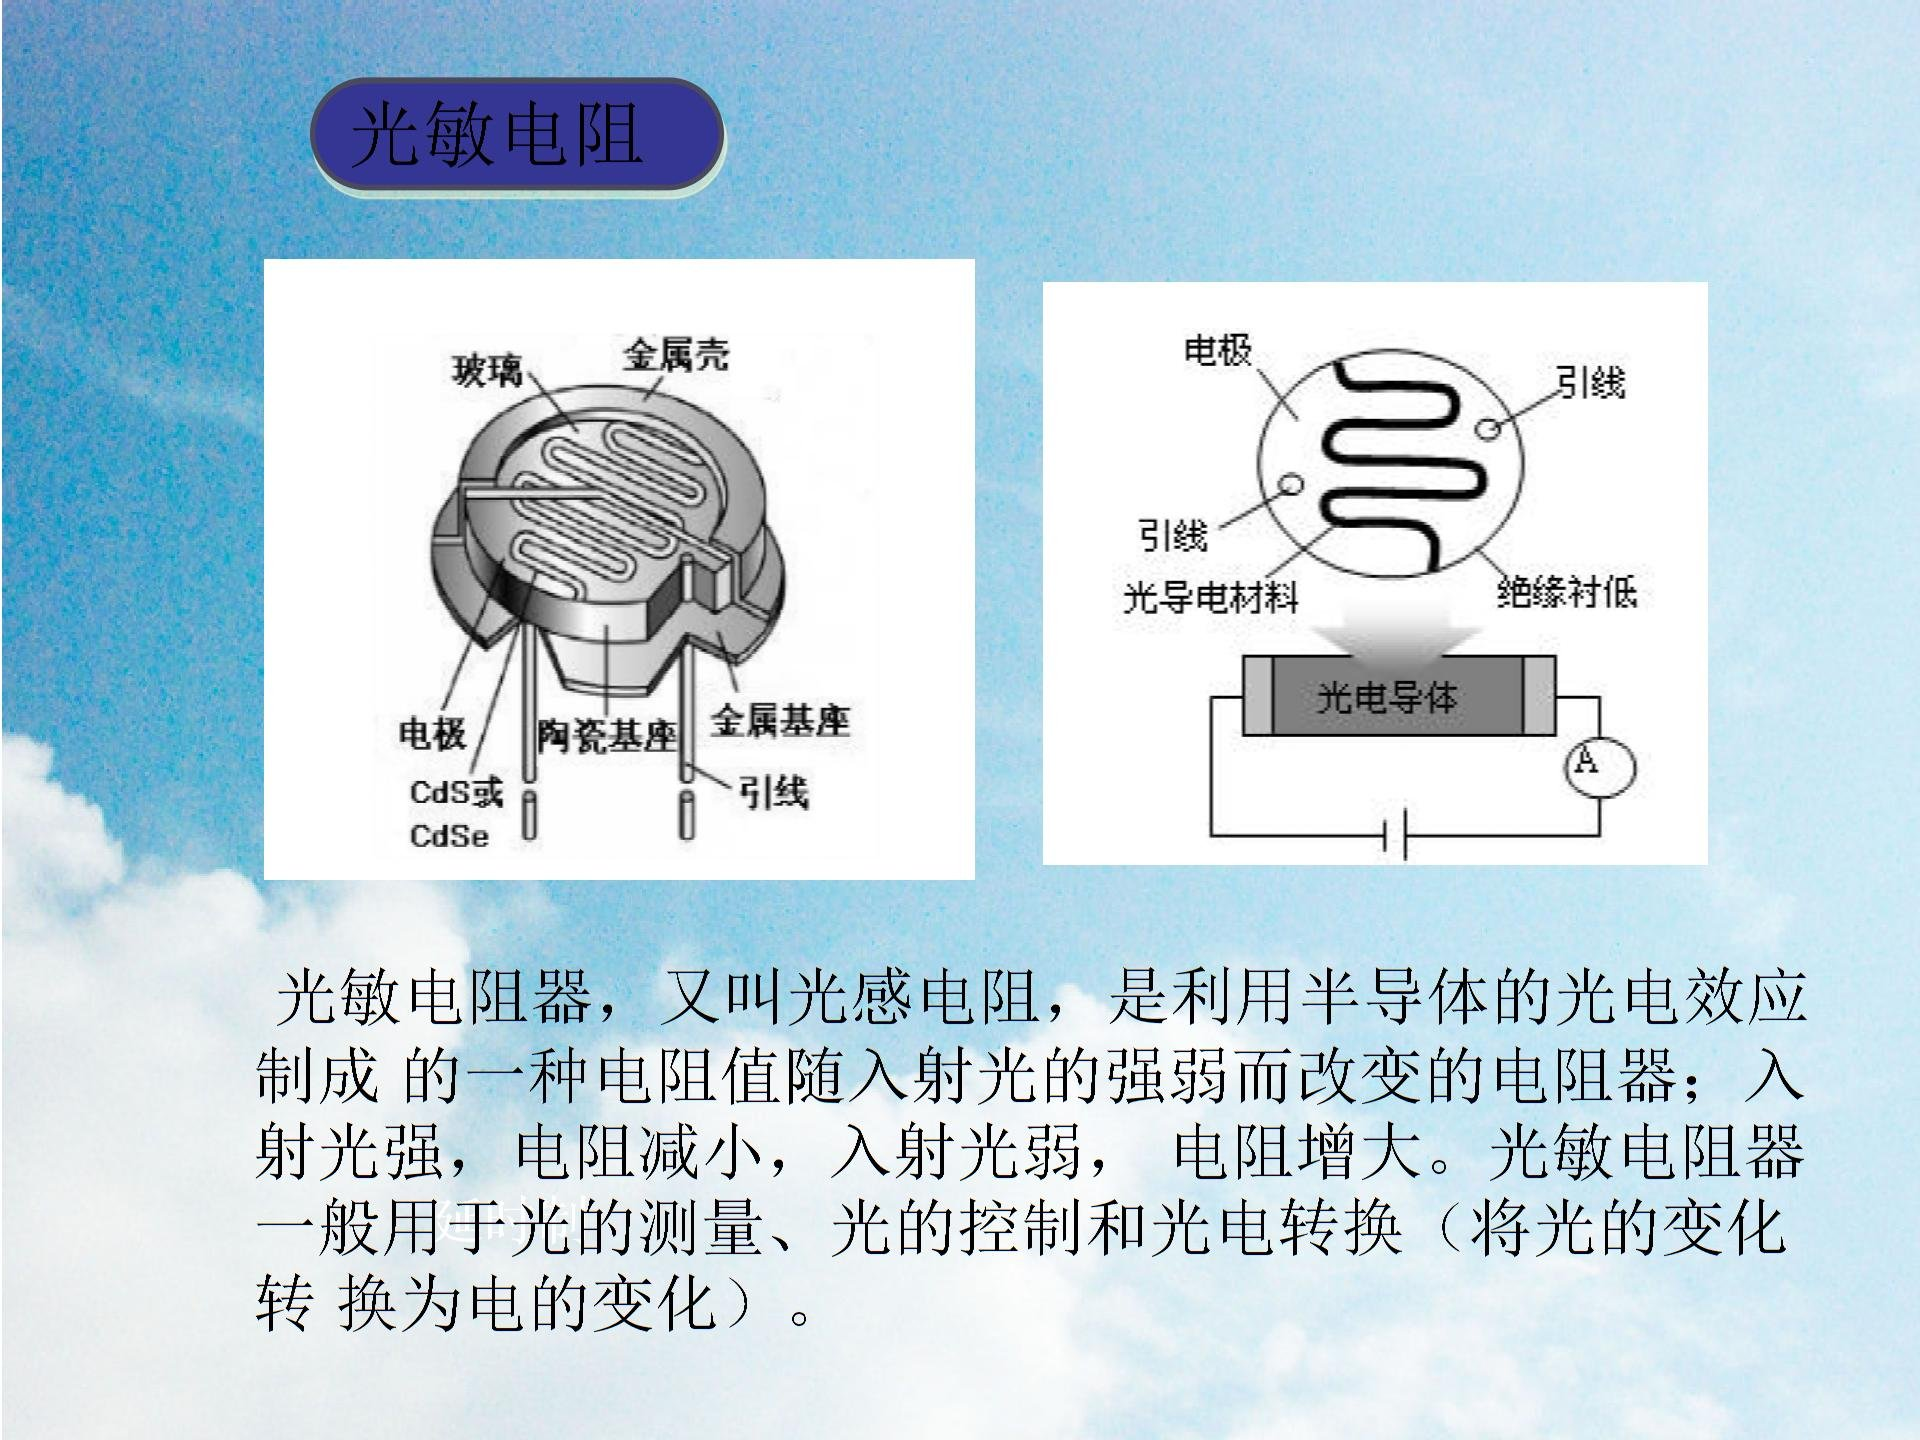 光敏电阻
玻璃
金属壳
电极
CdS或
CdSe
陶瓷基座
金属基座
引线
电极
引线
引线
光导电材料
绝缘衬低
光电导体
A
光敏电阻器，又叫光感电阻，是利用半导体的光电效应
制成 的一种电阻值随入射光的强弱而改变的电阻器；入
射光强，电阻减小，入射光弱， 电阻增大。光敏电阻器
一般用于光的测量、光的控制和光电转换（将光的变化
转 换为电的变化）。